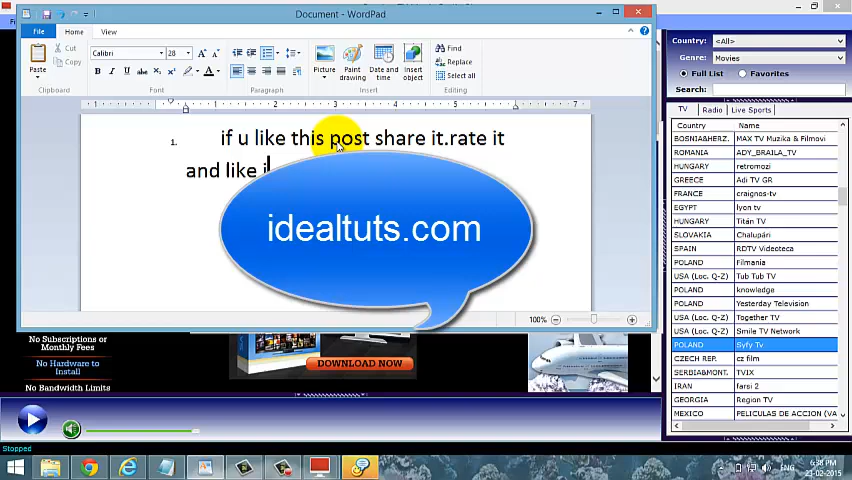 Document - WordPad
File
Home
View
Paste
Cut
Copy
Clipboard
Calibri
28
Font
Paragraph
Picture
Paint drawing
Date and time
Insert object
Insert
Find
Replace
Select all
Editing
1. if u like this post share it.rate it
and like i
idealtuts.com
100%
No Subscriptions or
Monthly Fees
No Hardware to
Install
No Bandwidth Limits
DOWNLOAD NOW
Country: <All>
Genre: Movies
Full List Favorites
Search:
TV Radio Live Sports
Country Name
BOSNIA&HERZ. MAX TV Muzika & Filmovi
ROMANIA ADY_BRAILA_TV
HUNGARY retromozi
GREECE Adi TV GR
FRANCE craignos-tv
EGYPT lyon tv
HUNGARY Titán TV
SLOVAKIA Chalupári
SPAIN RDTV Videoteca
POLAND Filmania
USA (Loc. Q-Z) Tub Tub TV
POLAND knowledge
POLAND Yesterday Television
USA (Loc. Q-Z) Together TV
USA (Loc. Q-Z) Smile TV Network
POLAND Syfy Tv
CZECH REP. cz film
SERBIA&MONT. TVIX
IRAN farsi 2
GEORGIA Region TV
MEXICO PELICULAS DE ACCION (VA
Stopped
ENG
6:38 PM
23-02-2015